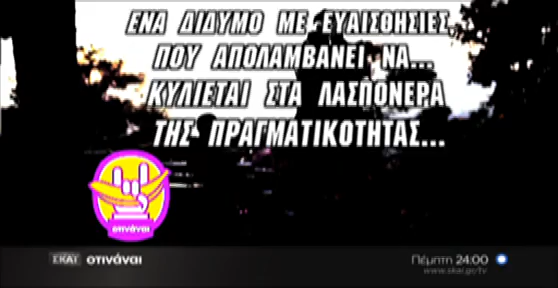 ΕΝΑ ΔΙΔΥΜΟ ΜΕ ΕΥΑΙΣΘΗΣΙΕΣ
ΠΟΥ ΑΠΟΛΑΜΒΑΝΕΙ ΝΑ...
ΚΥΛΙΕΤΑΙ ΣΤΑ ΛΑΣΠΟΝΕΡΑ
ΤΗΣ ΠΡΑΓΜΑΤΙΚΟΤΗΤΑΣ...
οτινάναι
ΣΚΑΪ οτινάναι
Πέμπτη 24:00
www.skai.gr/tv